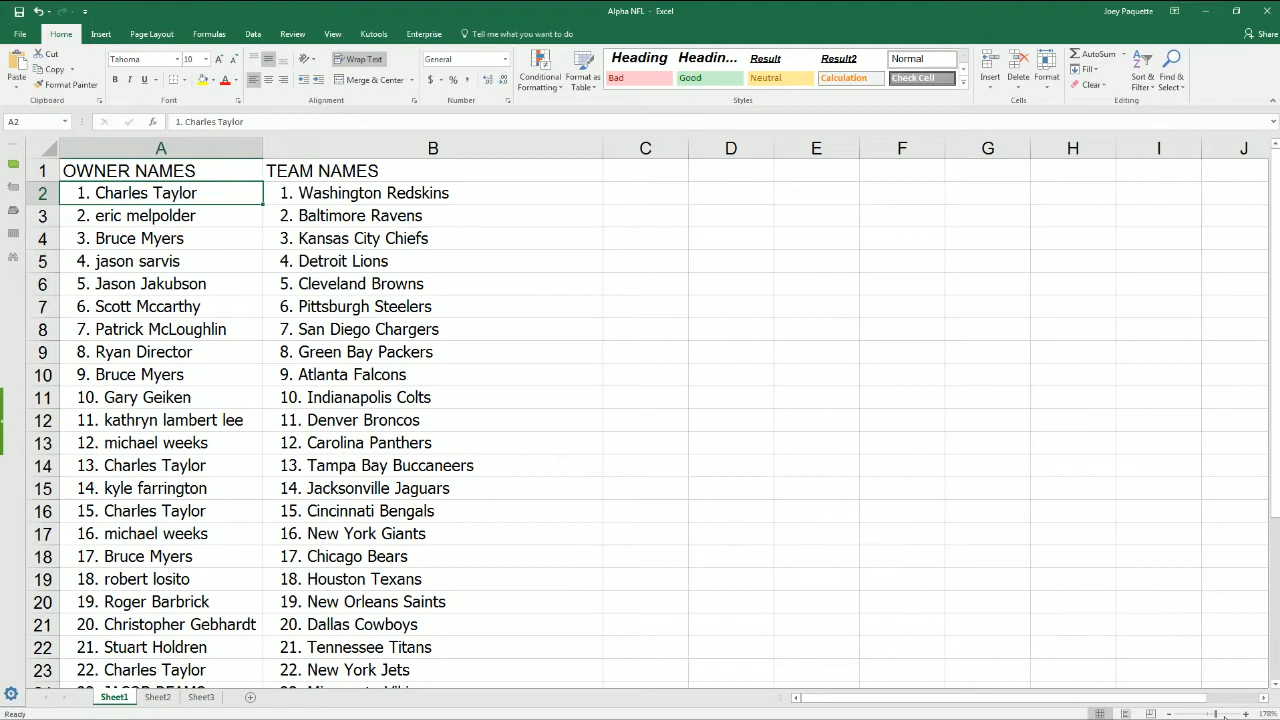 Alpha NFL - Excel
Joey Paquette
File Home Insert Page Layout Formulas Data Review View Kutools Enterprise Tell me what you want to do
Share
Paste
Cut
Copy
Format Painter
Clipboard
Tahoma 10
Font
Wrap Text
Merge & Center
Alignment
General
Number
Conditional Formatting
Format as Table
Heading Headin... Result Result2 Normal
Bad Good Neutral Calculation Check Cell
Styles
Insert Delete Format
Cells
AutoSum
Fill
Clear
Sort & Filter
Find & Select
Editing
A2 fx 1. Charles Taylor
A B C D E F G H I J
1 OWNER NAMES TEAM NAMES
2 1. Charles Taylor 1. Washington Redskins
3 2. eric melpolder 2. Baltimore Ravens
4 3. Bruce Myers 3. Kansas City Chiefs
5 4. jason sarvis 4. Detroit Lions
6 5. Jason Jakubson 5. Cleveland Browns
7 6. Scott Mccarthy 6. Pittsburgh Steelers
8 7. Patrick McLoughlin 7. San Diego Chargers
9 8. Ryan Director 8. Green Bay Packers
10 9. Bruce Myers 9. Atlanta Falcons
11 10. Gary Geiken 10. Indianapolis Colts
12 11. kathryn lambert lee 11. Denver Broncos
13 12. michael weeks 12. Carolina Panthers
14 13. Charles Taylor 13. Tampa Bay Buccaneers
15 14. kyle farrington 14. Jacksonville Jaguars
16 15. Charles Taylor 15. Cincinnati Bengals
17 16. michael weeks 16. New York Giants
18 17. Bruce Myers 17. Chicago Bears
19 18. robert losito 18. Houston Texans
20 19. Roger Barbrick 19. New Orleans Saints
21 20. Christopher Gebhardt 20. Dallas Cowboys
22 21. Stuart Holdren 21. Tennessee Titans
23 22. Charles Taylor 22. New York Jets
Sheet1 Sheet2 Sheet3
Ready
178%